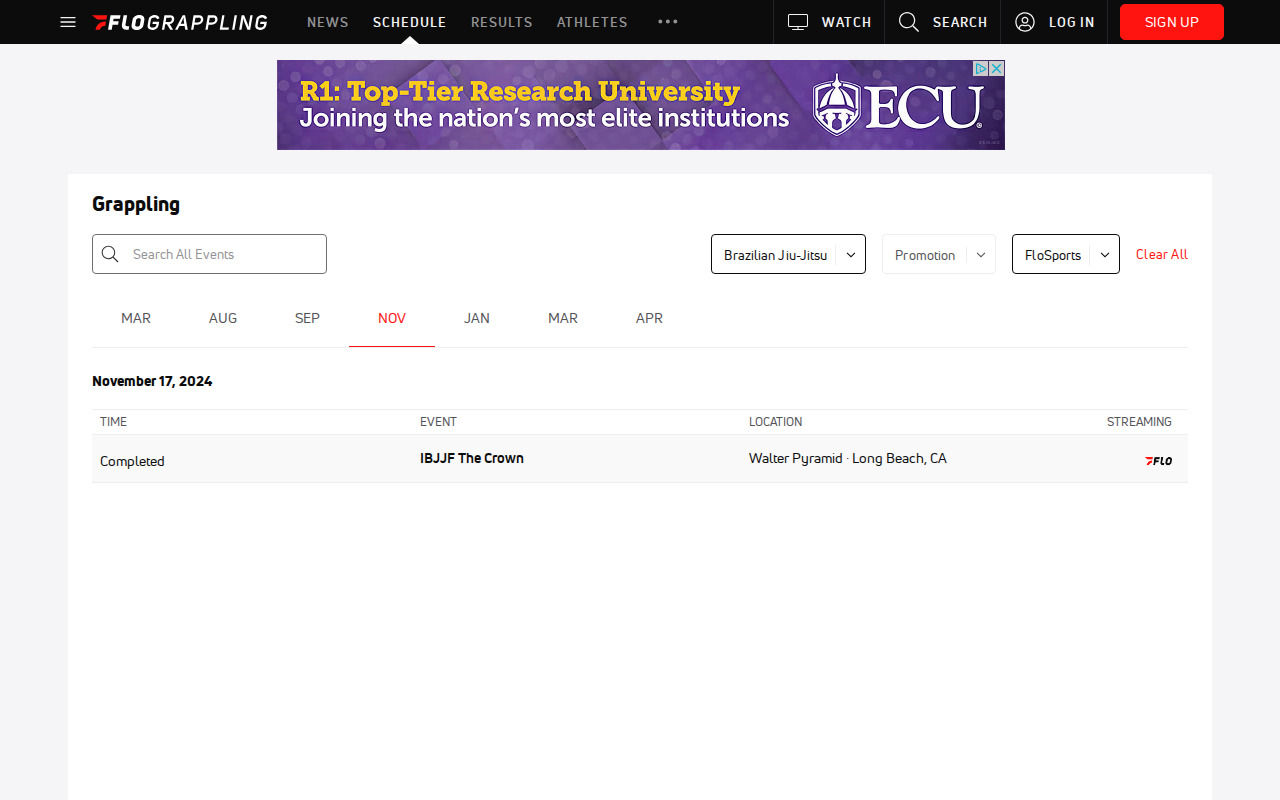 FLOGRAPPLING
NEWS
SCHEDULE
RESULTS
ATHLETES
WATCH
SEARCH
LOG IN
SIGN UP
R1: Top-Tier Research University
Joining the nation's most elite institutions
ECU
Grappling
Search All Events
Brazilian Jiu-Jitsu
Promotion
FloSports
Clear All
MAR
AUG
SEP
NOV
JAN
MAR
APR
November 17, 2024
TIME
EVENT
LOCATION
STREAMING
Completed
IBJJF The Crown
Walter Pyramid · Long Beach, CA
FLO